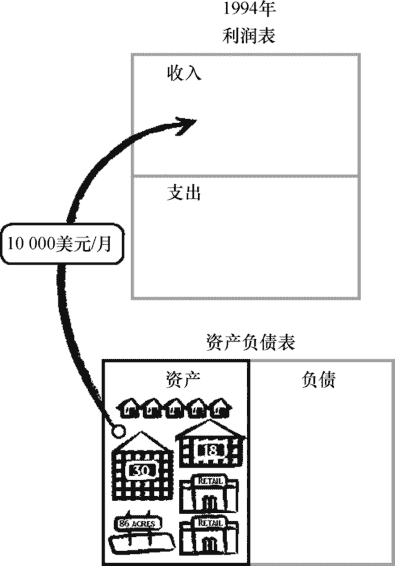 1994年
利润表
收入
支出
10 000美元/月
资产负债表
资产
负债
30
18
RETAIL
86 ACRES
RETAIL